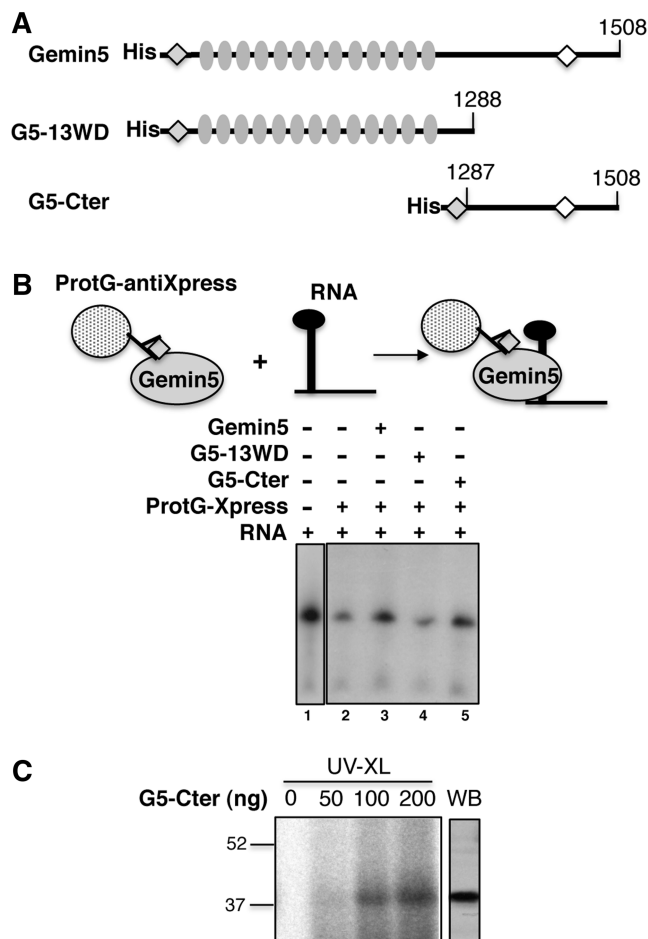 A
1508
Gemin5 His
1288
G5-13WD His
1287 1508
G5-Cter His
B ProtG-antiXpress RNA
Gemin5 + Gemin5
Gemin5 - - + - -
G5-13WD - - - + -
G5-Cter - - - - +
ProtG-Xpress - + + + +
RNA + + + + +
1 2 3 4 5
C UV-XL
G5-Cter (ng) 0 50 100 200 WB
52
37